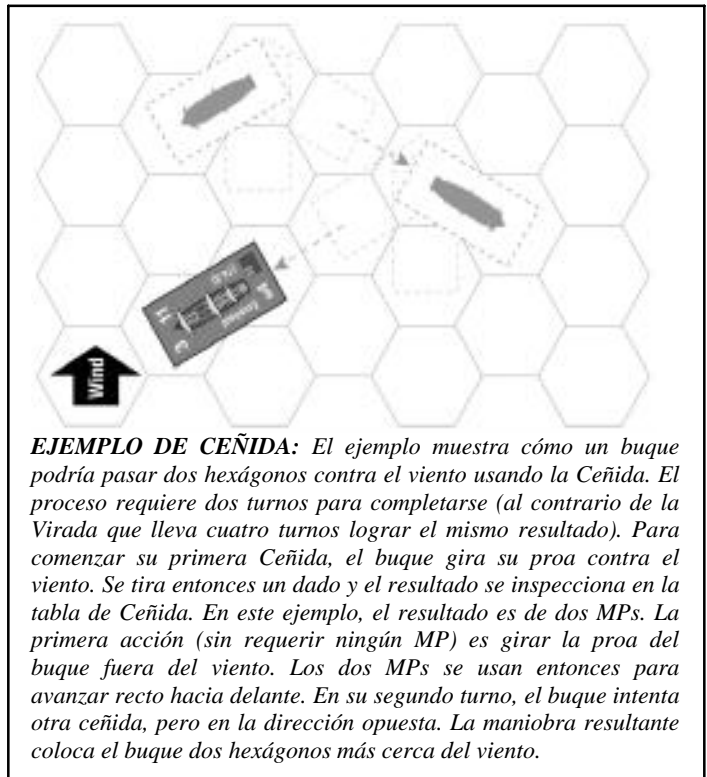 Wind
EJEMPLO DE CEÑIDA: El ejemplo muestra cómo un buque
podría pasar dos hexágonos contra el viento usando la Ceñida. El
proceso requiere dos turnos para completarse (al contrario de la
Virada que lleva cuatro turnos lograr el mismo resultado). Para
comenzar su primera Ceñida, el buque gira su proa contra el
viento. Se tira entonces un dado y el resultado se inspecciona en la
tabla de Ceñida. En este ejemplo, el resultado es de dos MPs. La
primera acción (sin requerir ningún MP) es girar la proa del
buque fuera del viento. Los dos MPs se usan entonces para
avanzar recto hacia delante. En su segundo turno, el buque intenta
otra ceñida, pero en la dirección opuesta. La maniobra resultante
coloca el buque dos hexágonos más cerca del viento.